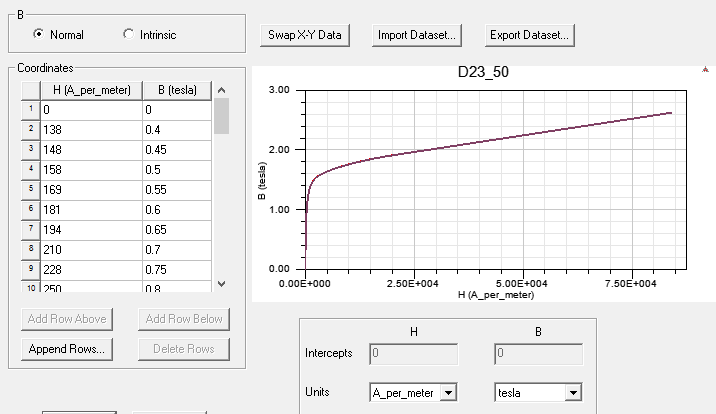 B
Normal Intrinsic
Swap X-Y Data Import Dataset... Export Dataset...
Coordinates
H (A_per_meter) B (tesla)
1 0 0
2 138 0.4
3 148 0.45
4 158 0.5
5 169 0.55
6 181 0.6
7 194 0.65
8 210 0.7
9 228 0.75
10 250 0.8
Add Row Above Add Row Below
Append Rows... Delete Rows
D23_50
3.00
2.00
1.00
0.00
B (tesla)
0.00E+000 2.50E+004 5.00E+004 7.50E+004
H (A_per_meter)
H B
Intercepts 0 0
Units A_per_meter tesla